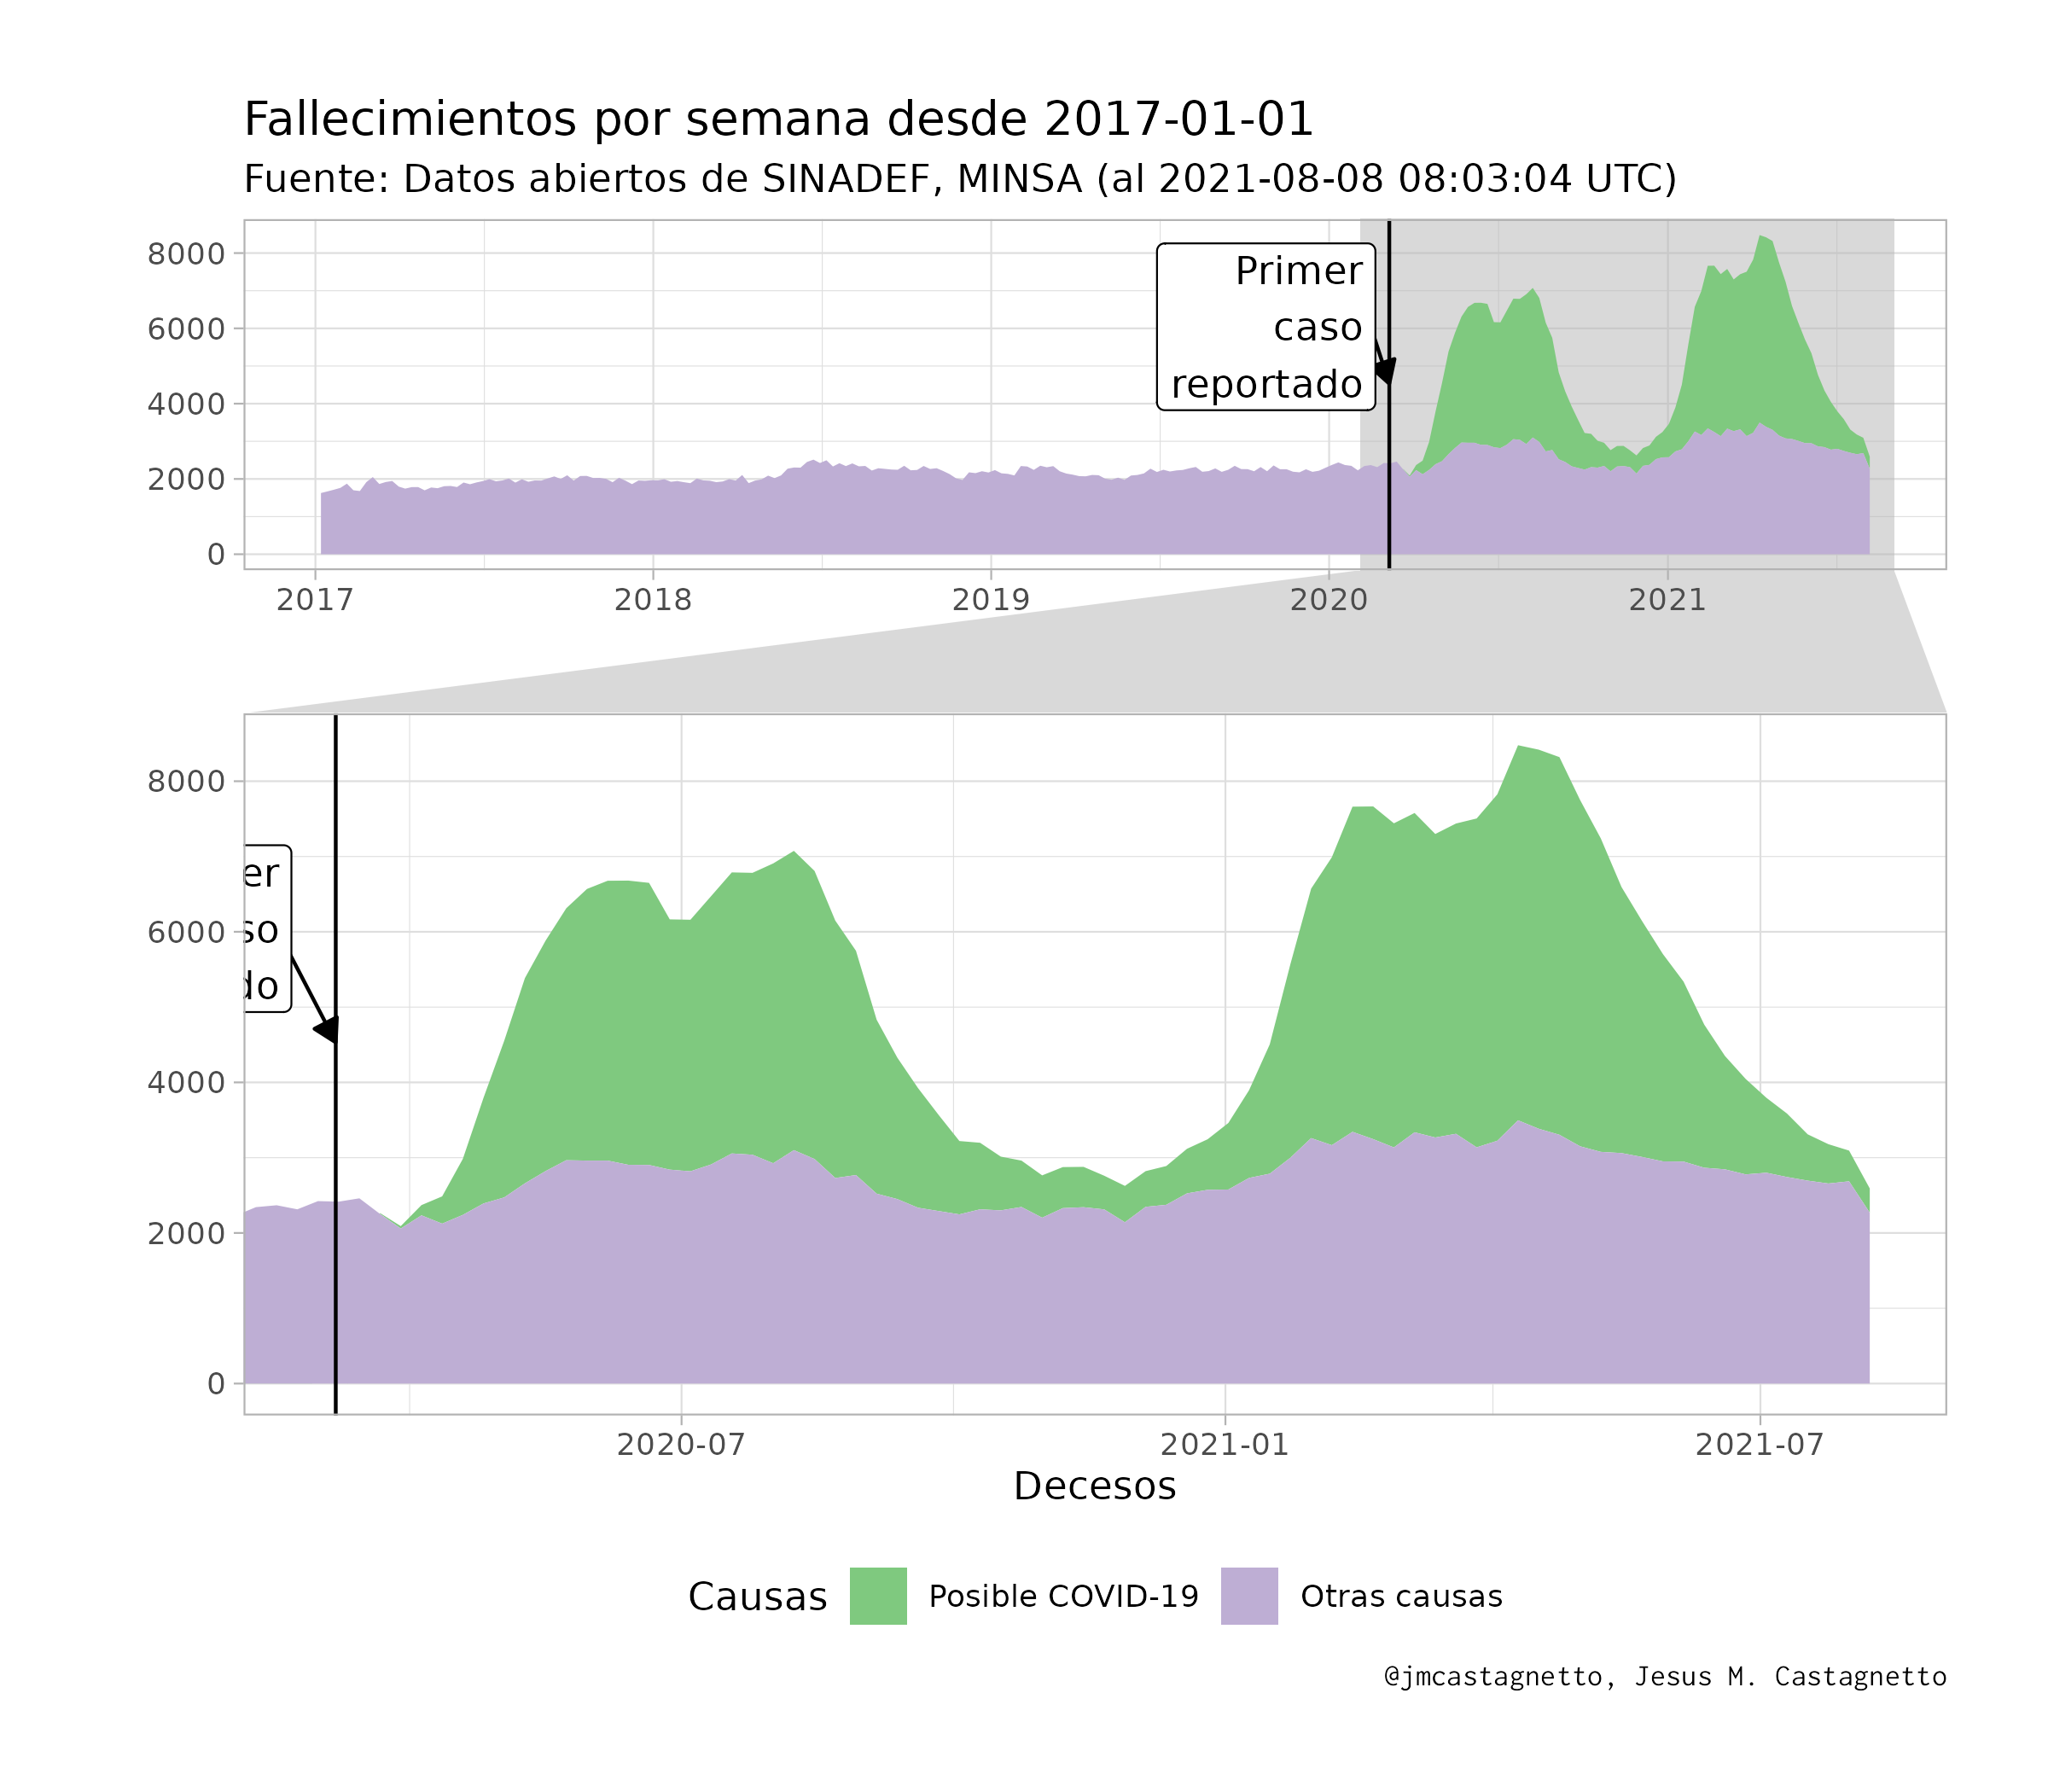 Fallecimientos por semana desde 2017-01-01
Fuente: Datos abiertos de SINADEF, MINSA (al 2021-08-08 08:03:04 UTC)
8000
6000
4000
2000
0
Primer
caso
reportado
2017
2018
2019
2020
2021
8000
6000
4000
2000
0
er
so
do
2020-07
2021-01
2021-07
Decesos
Causas
Posible COVID-19
Otras causas
@jmcastagnetto, Jesus M. Castagnetto